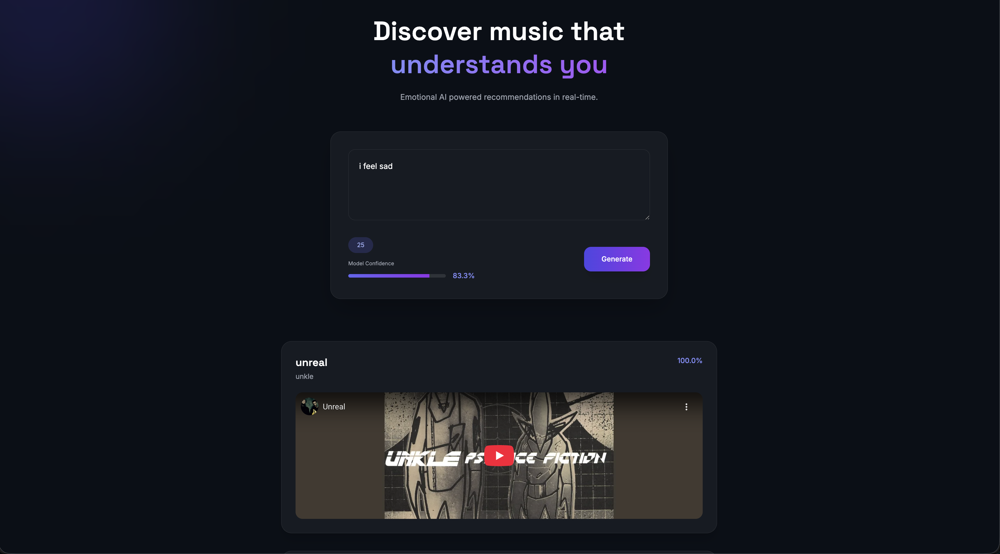 Discover music that
understands you
Emotional AI powered recommendations in real-time.
i feel sad
25
Model Confidence
83.3%
Generate
unreal
100.0%
unkle
Unreal
UNKLE PS CE FICTION